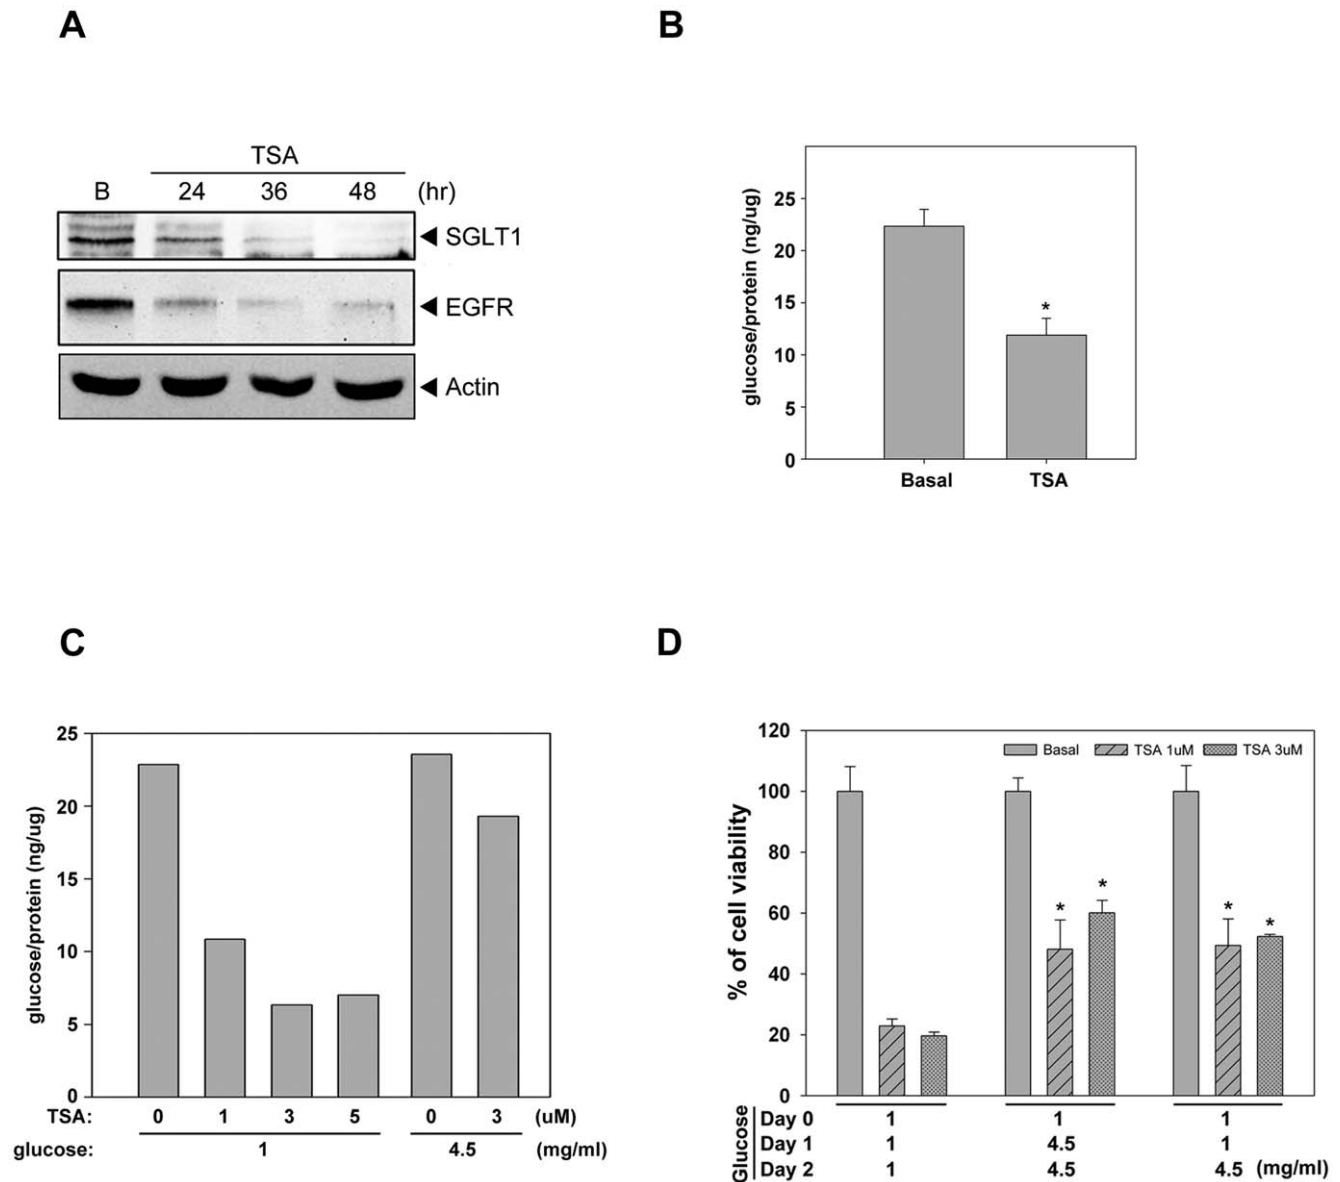 A
TSA
B 24 36 48 (hr)
SGLT1
EGFR
Actin
B
glucose/protein (ng/ug)
25
20
15
10
5
0
*
Basal TSA
C
glucose/protein (ng/ug)
25
20
15
10
5
0
TSA: 0 1 3 5 0 3 (uM)
glucose: 1 4.5 (mg/ml)
D
% of cell viability
120
100
80
60
40
20
0
Basal TSA 1uM TSA 3uM
* * * *
Glucose
Day 0 1 1 1
Day 1 1 4.5 1
Day 2 1 4.5 4.5 (mg/ml)